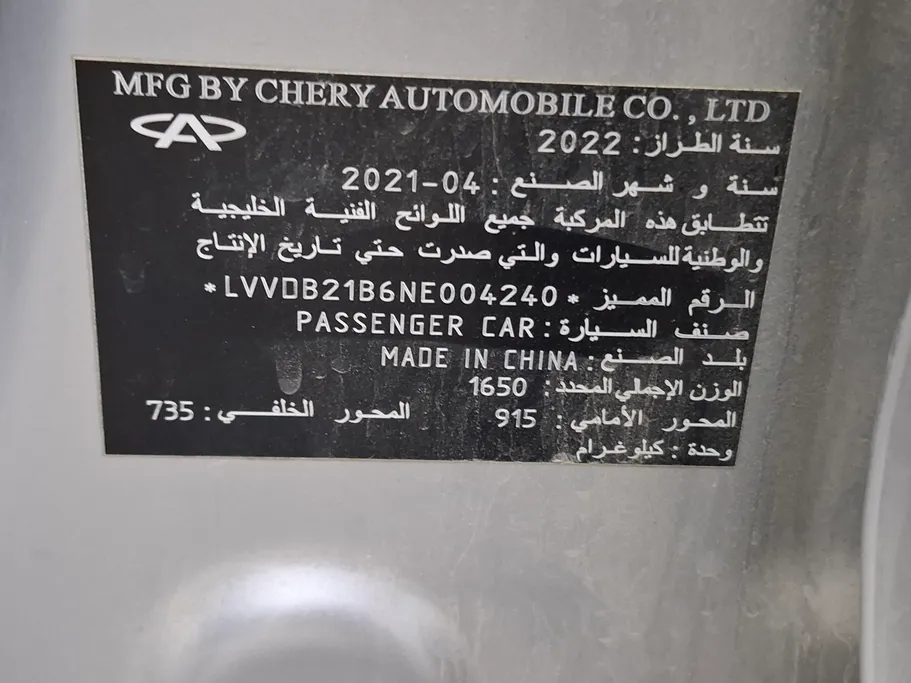 MFG BY CHERY AUTOMOBILE CO., LTD
سنة الطراز: 2022
سنة و شهر الصنع: 2021-04
تتطابق هذه المركبة جميع اللوائح الفنية الخليجية
والوطنية للسيارات والتي صدرت حتي تاريخ الإنتاج
الرقم المميز *LVVDB21B6NE004240*
صنف السيارة: PASSENGER CAR
بلد الصنع: MADE IN CHINA
الوزن الإجمالي المحدد: 1650
المحور الأمامي: 915 المحور الخلفي: 735
وحدة: كيلوغرام